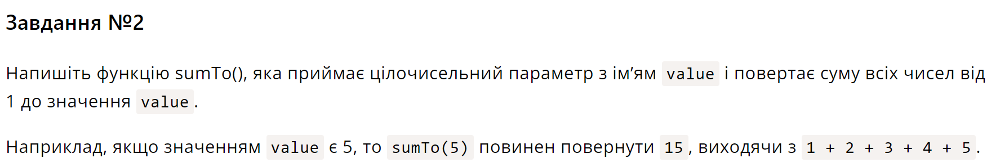 Завдання №2
Напишіть функцію sumTo(), яка приймає цілочисельний параметр з ім’ям value і повертає суму всіх чисел від
1 до значення value.
Наприклад, якщо значенням value є 5, то sumTo(5) повинен повернути 15, виходячи з 1 + 2 + 3 + 4 + 5.